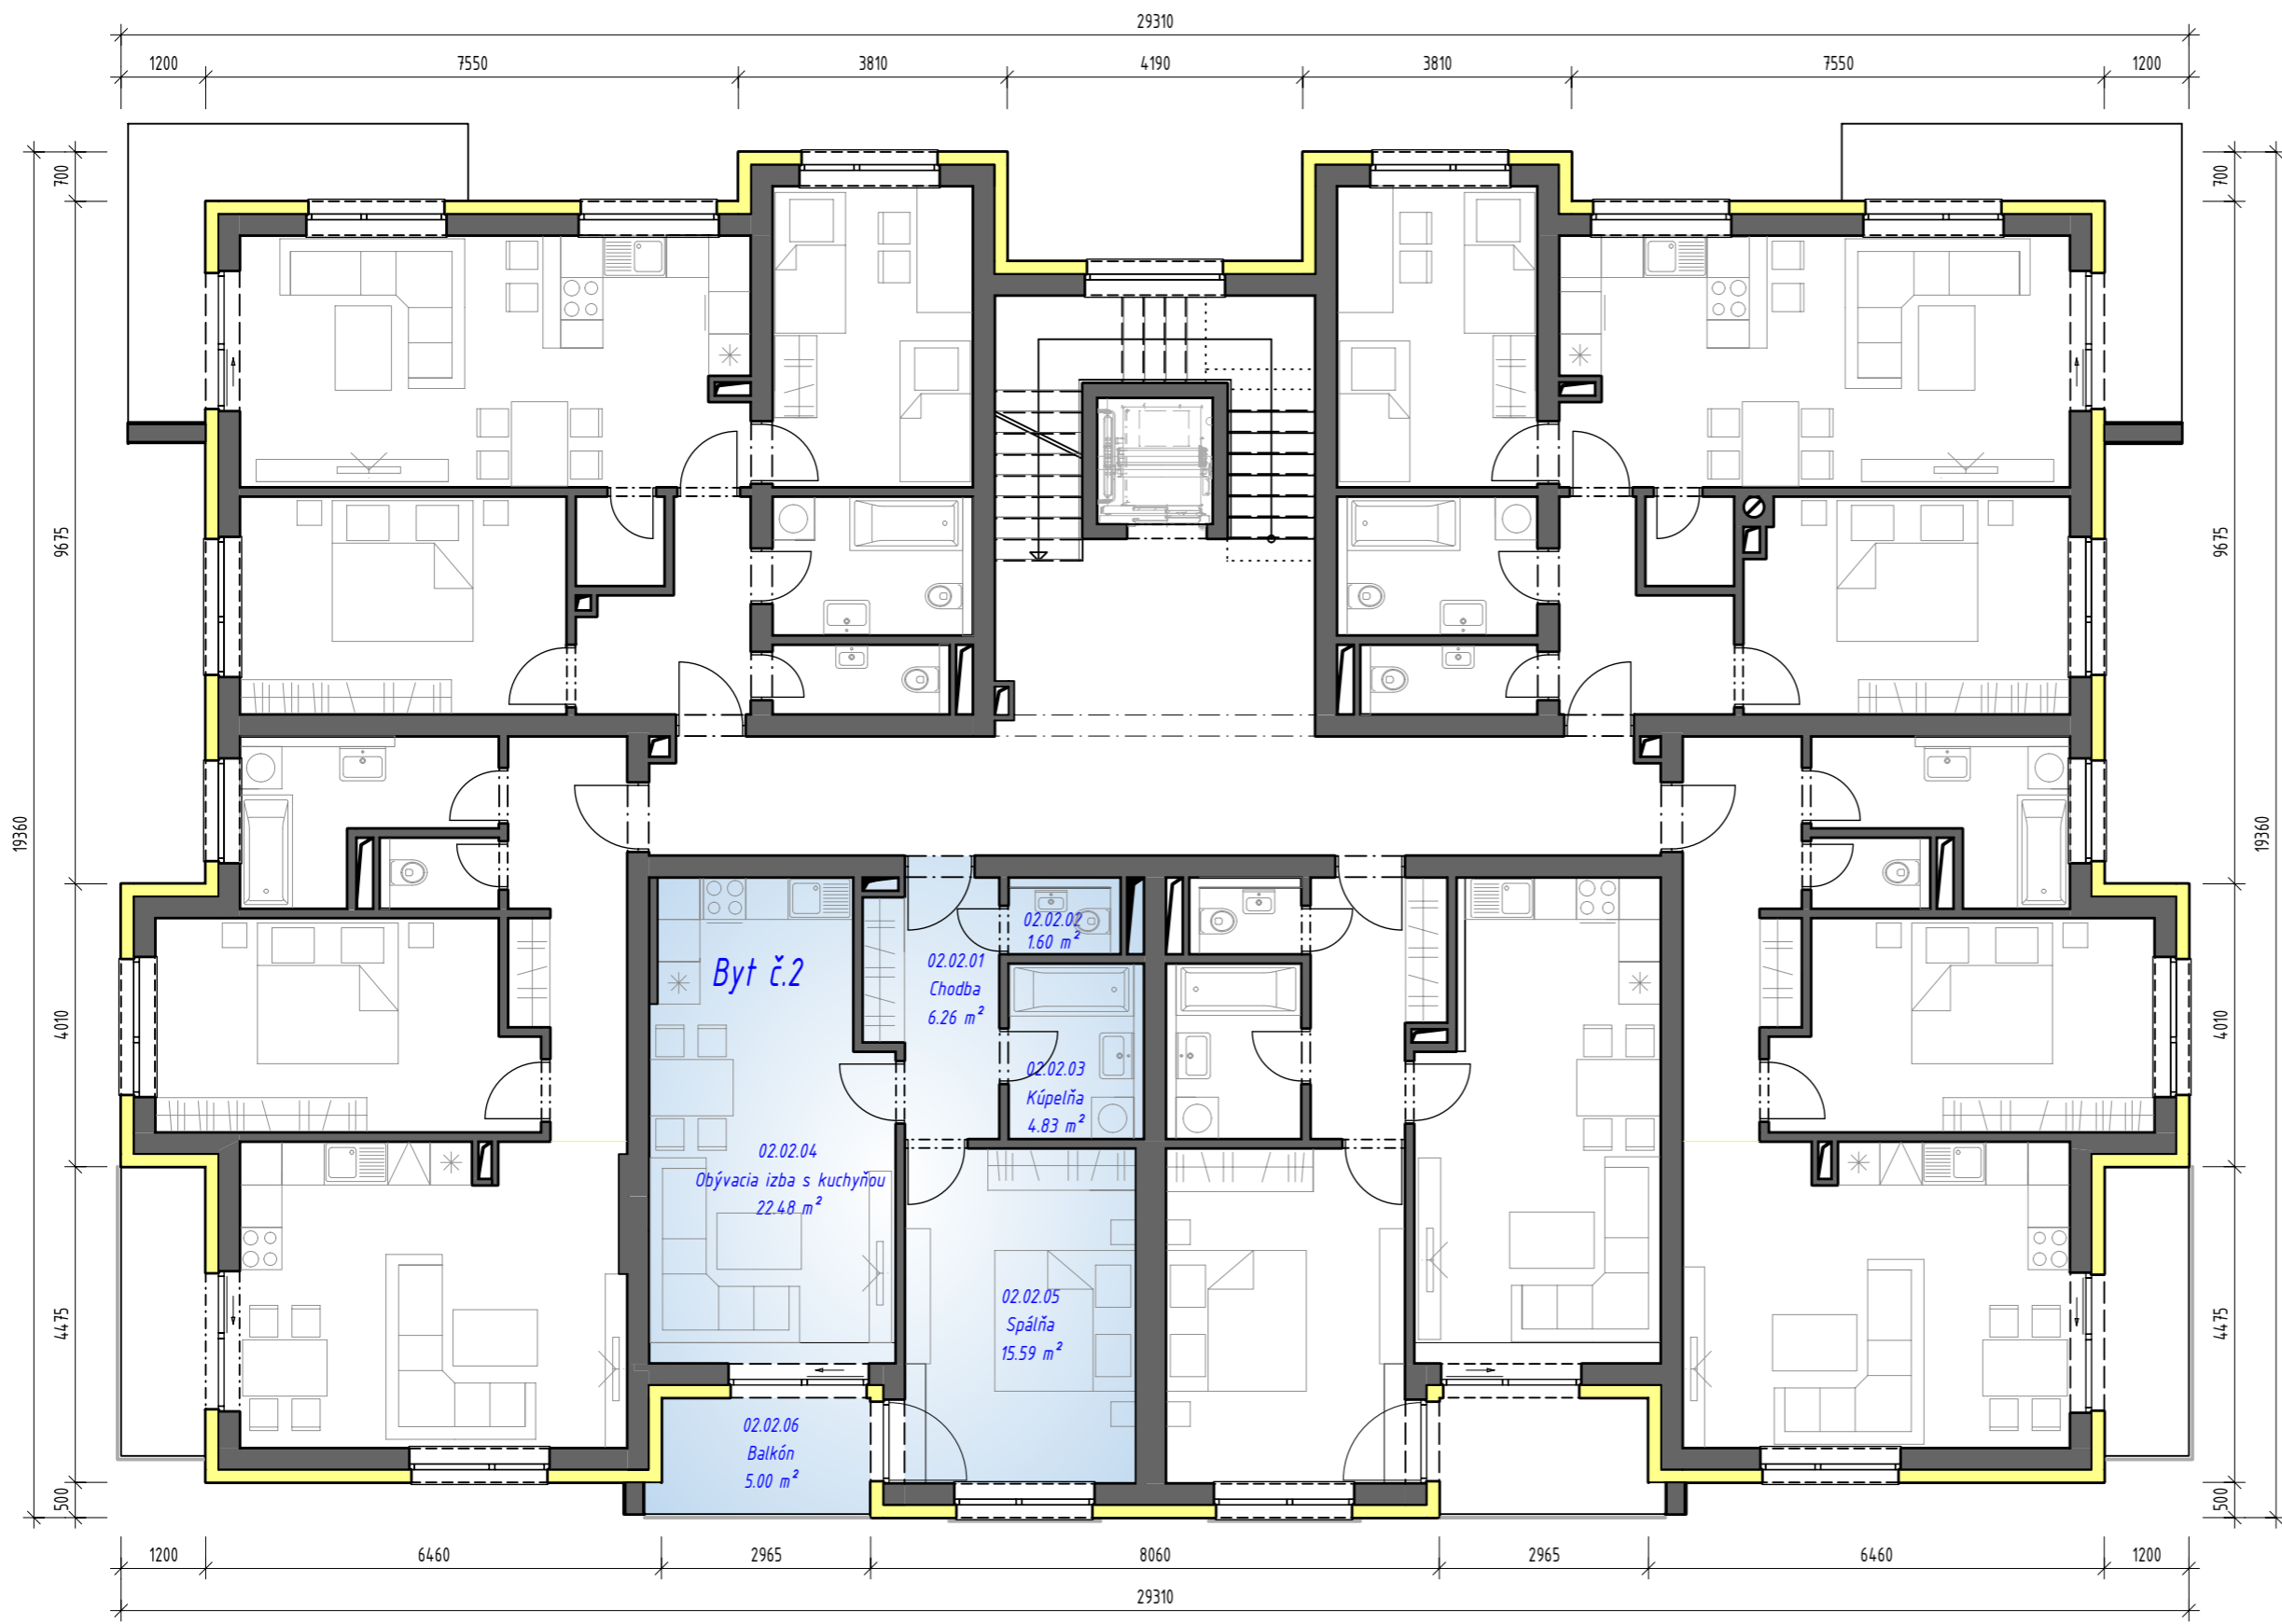 29310
1200 7550 3810 4190 3810 7550 1200
700 700
9675 9675
19360 19360
4010 4010
4475 4475
500 500
Byt č.2
02.02.01
Chodba
6.26 m²
02.02.02
1.60 m²
02.02.03
Kúpeľňa
4.83 m²
02.02.04
Obývacia izba s kuchyňou
22.48 m²
02.02.05
Spálňa
15.59 m²
02.02.06
Balkón
5.00 m²
1200 6460 2965 8060 2965 6460 1200
29310